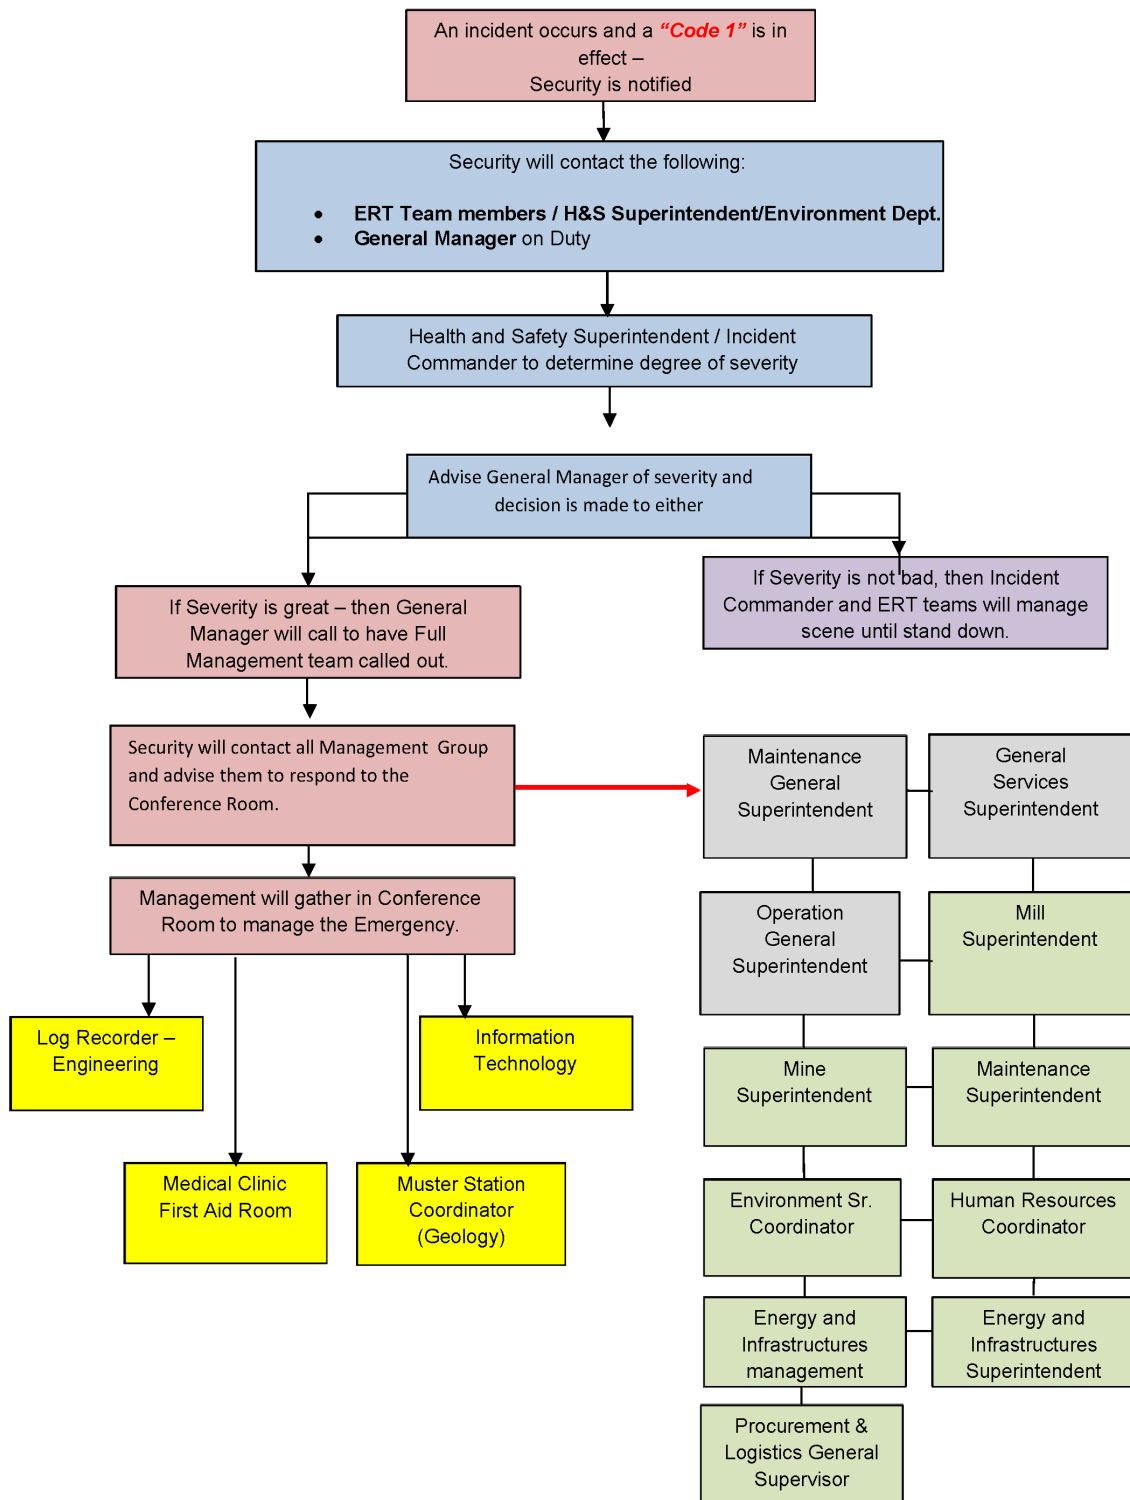 An incident occurs and a “Code 1” is in
effect –
Security is notified
Security will contact the following:
• ERT Team members / H&S Superintendent/Environment Dept.
• General Manager on Duty
Health and Safety Superintendent / Incident
Commander to determine degree of severity
Advise General Manager of severity and
decision is made to either
If Severity is great – then General
Manager will call to have Full
Management team called out.
If Severity is not bad, then Incident
Commander and ERT teams will manage
scene until stand down.
Security will contact all Management Group
and advise them to respond to the
Conference Room.
Management will gather in Conference
Room to manage the Emergency.
Log Recorder –
Engineering
Information
Technology
Medical Clinic
First Aid Room
Muster Station
Coordinator
(Geology)
Maintenance
General
Superintendent
General
Services
Superintendent
Operation
General
Superintendent
Mill
Superintendent
Mine
Superintendent
Maintenance
Superintendent
Environment Sr.
Coordinator
Human Resources
Coordinator
Energy and
Infrastructures
management
Energy and
Infrastructures
Superintendent
Procurement &
Logistics General
Supervisor